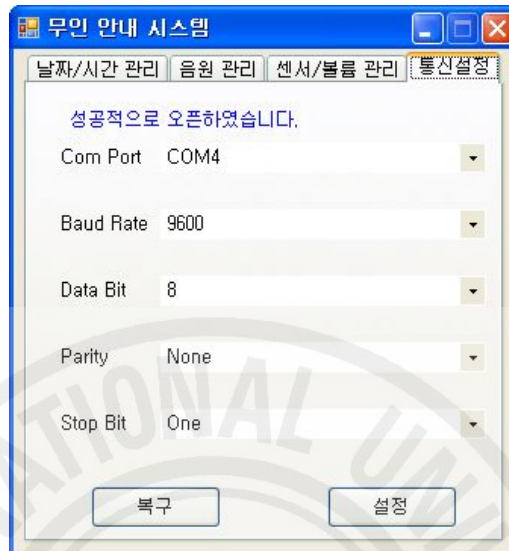 무인 안내 시스템
날짜/시간 관리 음원 관리 센서/볼륨 관리 통신설정
성공적으로 오픈하였습니다.
Com Port COM4
Baud Rate 9600
Data Bit 8
Parity None
Stop Bit One
복구 설정
ATIONAL UN